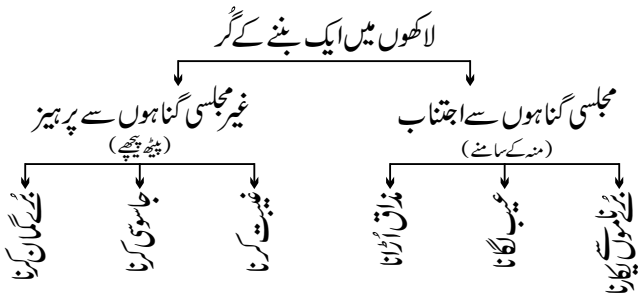 لاکھوں میں ایک بننے کے گُر
مجلسی گناہوں سے اجتناب
(منہ کے سامنے)
غیر مجلسی گناہوں سے پرہیز
(پیٹھ پیچھے)
بُرے ناموں سے پکارنا
عیب لگانا
مذاق اُڑانا
غیبت کرنا
جاسوسی کرنا
بُرے گمان کرنا